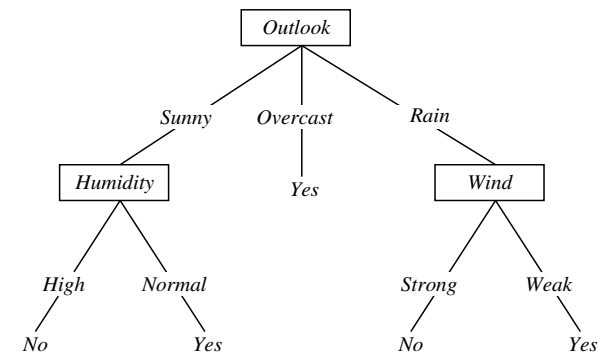 Outlook
Sunny Overcast Rain
Humidity Yes Wind
High Normal Strong Weak
No Yes No Yes